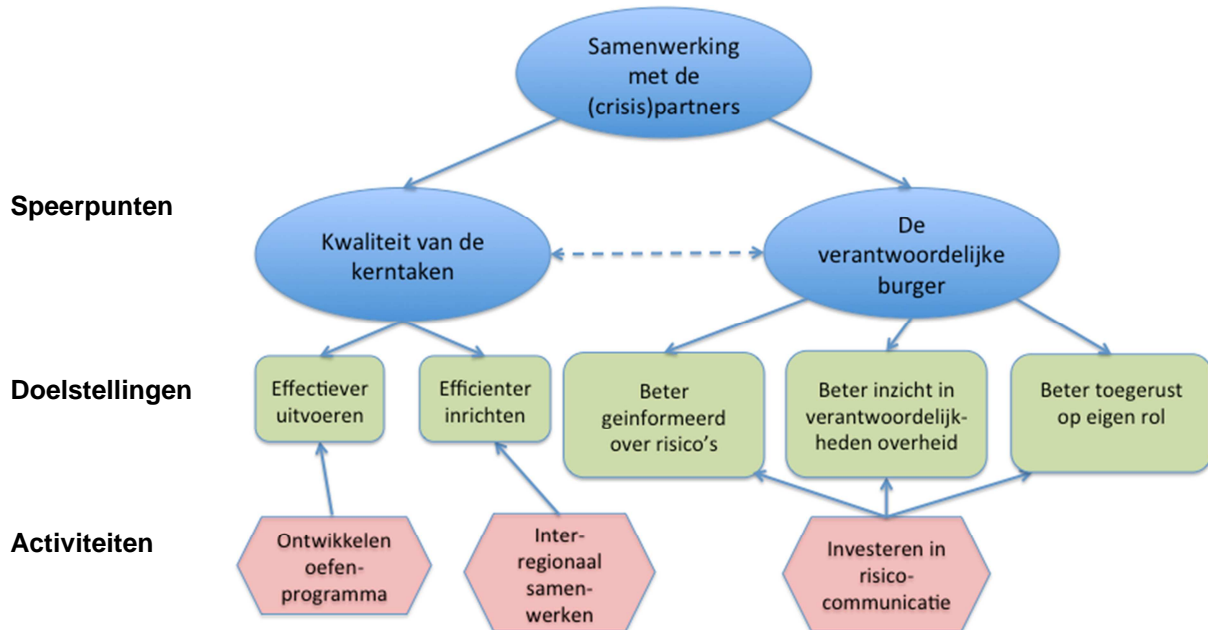 Samenwerking
met de
(crisis)partners
Speerpunten
Kwaliteit van de
kerntaken
De
verantwoordelijke
burger
Doelstellingen
Effectiever
uitvoeren
Efficienter
inrichten
Beter
geinformeerd
over risico's
Beter inzicht in
verantwoordelijk-
heden overheid
Beter toegerust
op eigen rol
Activiteiten
Ontwikkelen
oefen-
programma
Inter-
regionaal
samen-
werken
Investeren in
risico-
communicatie